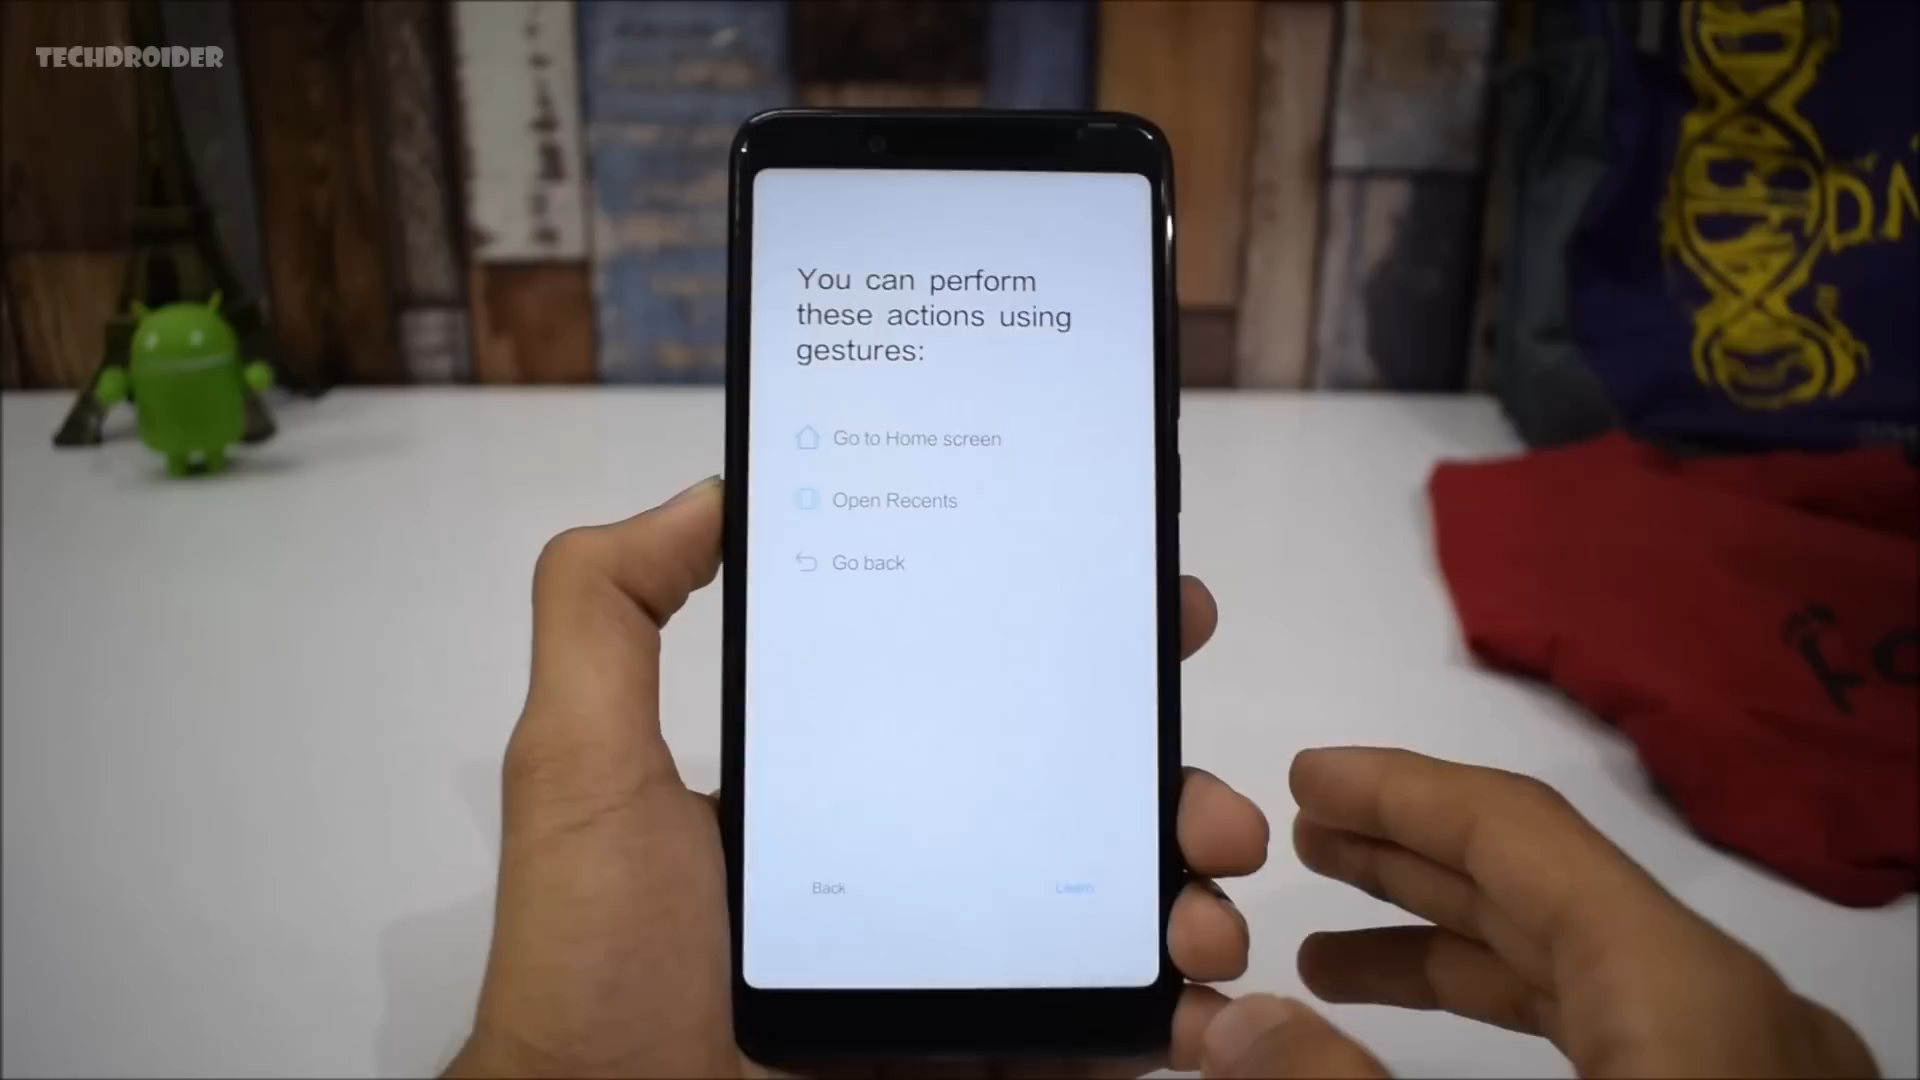 TECHDROIDER
You can perform
these actions using
gestures:
Go to Home screen
Open Recents
Go back
Back
Learn